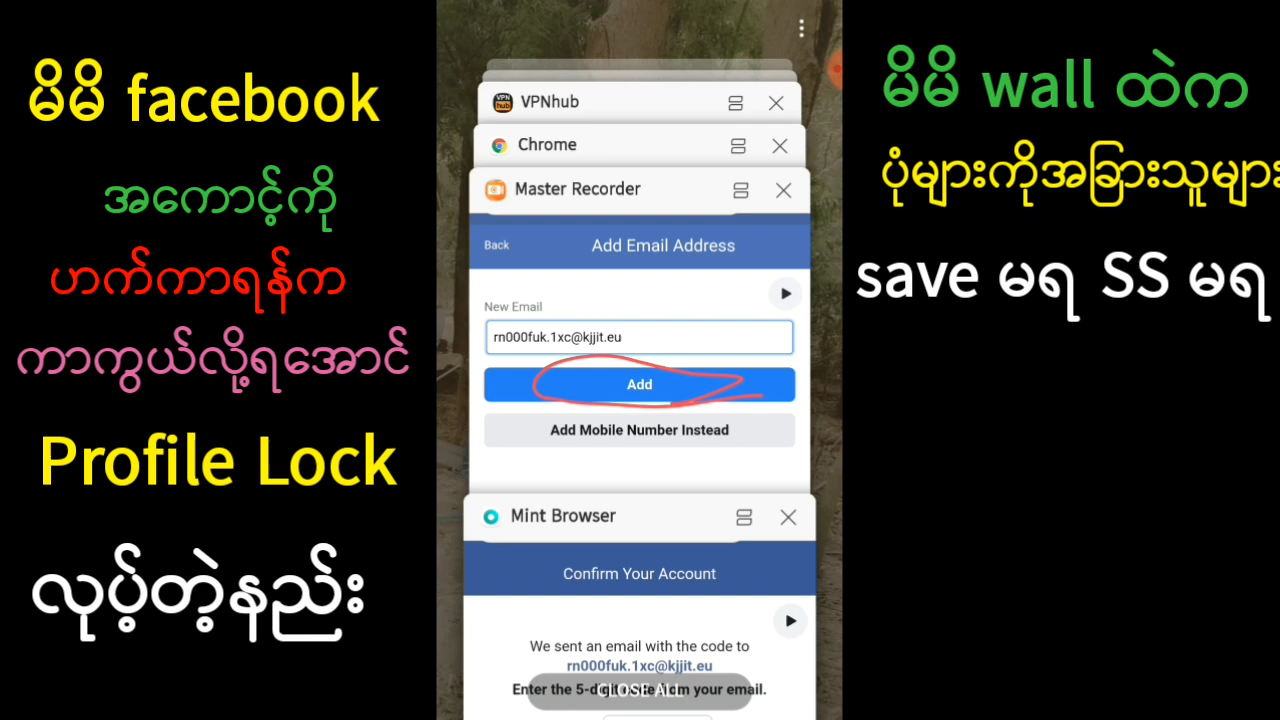 မိမိ facebook
အကောင့်ကို
ဟက်ကာရန်က
ကာကွယ်လို့ရအောင်
Profile Lock
လုပ့်တဲ့နည်း
VPNhub
Chrome
Master Recorder
Back
Add Email Address
New Email
rn000fuk.1xc@kjjit.eu
Add
Add Mobile Number Instead
Mint Browser
Confirm Your Account
We sent an email with the code to
rn000fuk.1xc@kjjit.eu
Enter the 5-digit code from your email.
CLOSE ALL
မိမိ wall ထဲက
ပုံများကိုအခြားသူများ
save မရ SS မရ